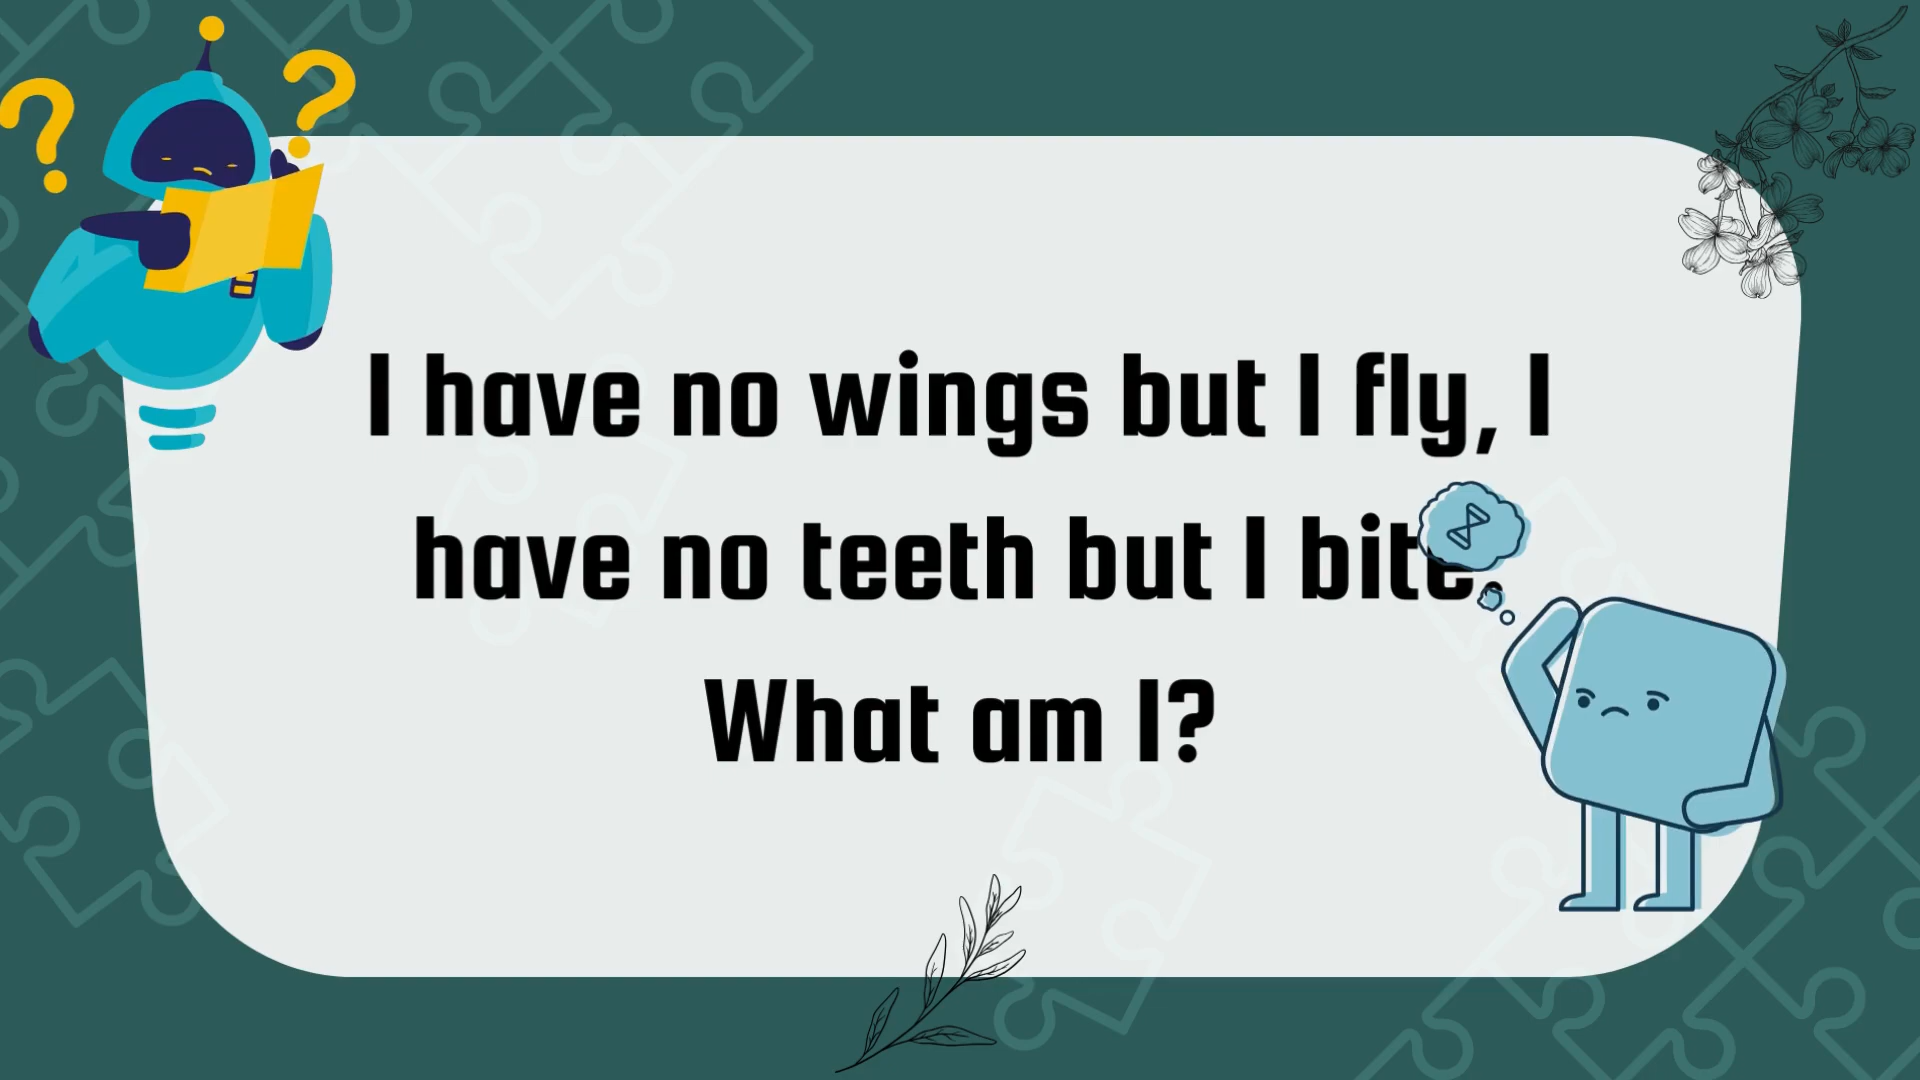 I have no wings but I fly, I
have no teeth but I bite.
What am I?